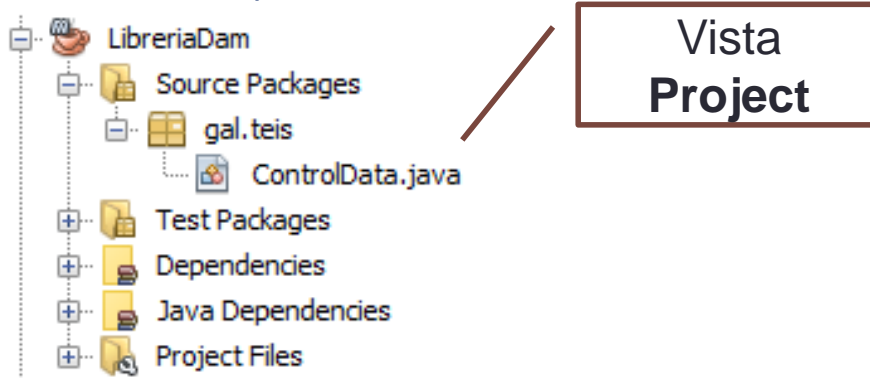 LibreriaDam
Source Packages
gal.teis
ControlData.java
Test Packages
Dependencies
Java Dependencies
Project Files
Vista
Project